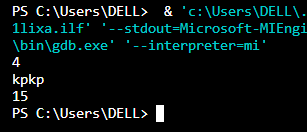 PS C:\Users\DELL>  & 'c:\Users\DELL\.
1lixa.ilf' '--stdout=Microsoft-MIEng
\bin\gdb.exe' '--interpreter=mi'
4
kpkp
15
PS C:\Users\DELL>